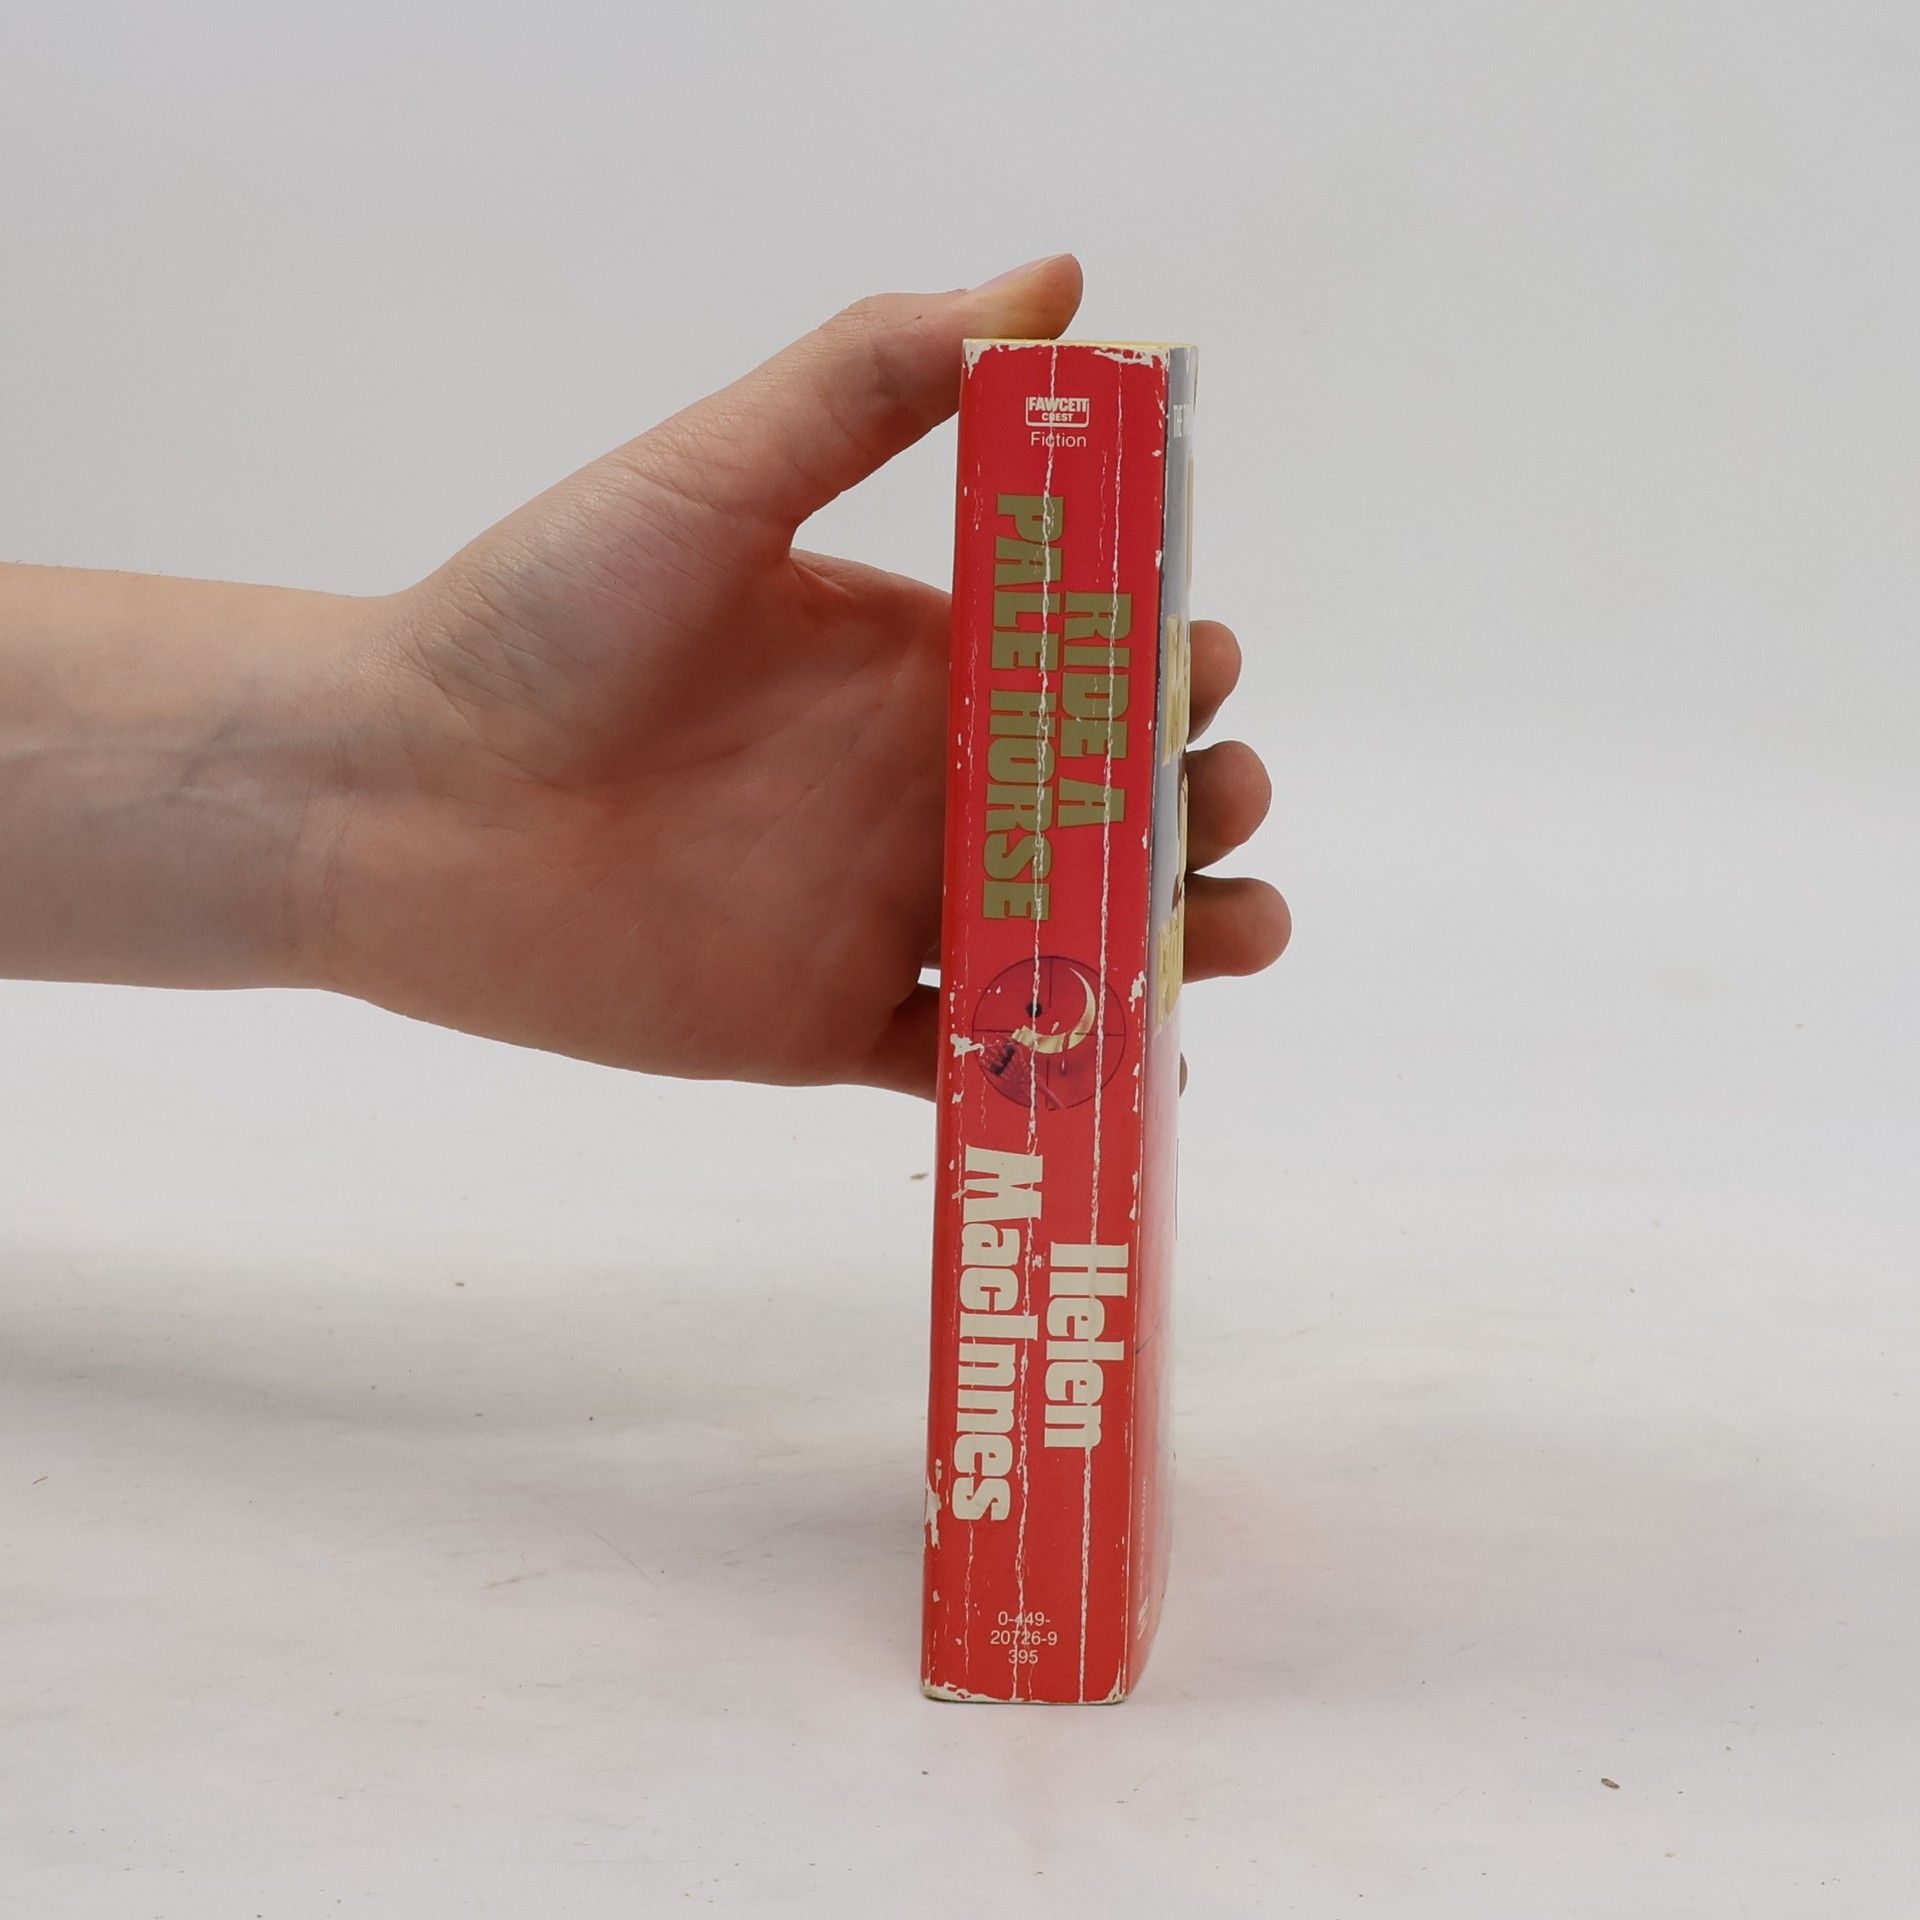 FAWCETT
CREST
Fiction
RIDE A
PALE HORSE
Helen
MacInnes
0-449-
20726-9
395